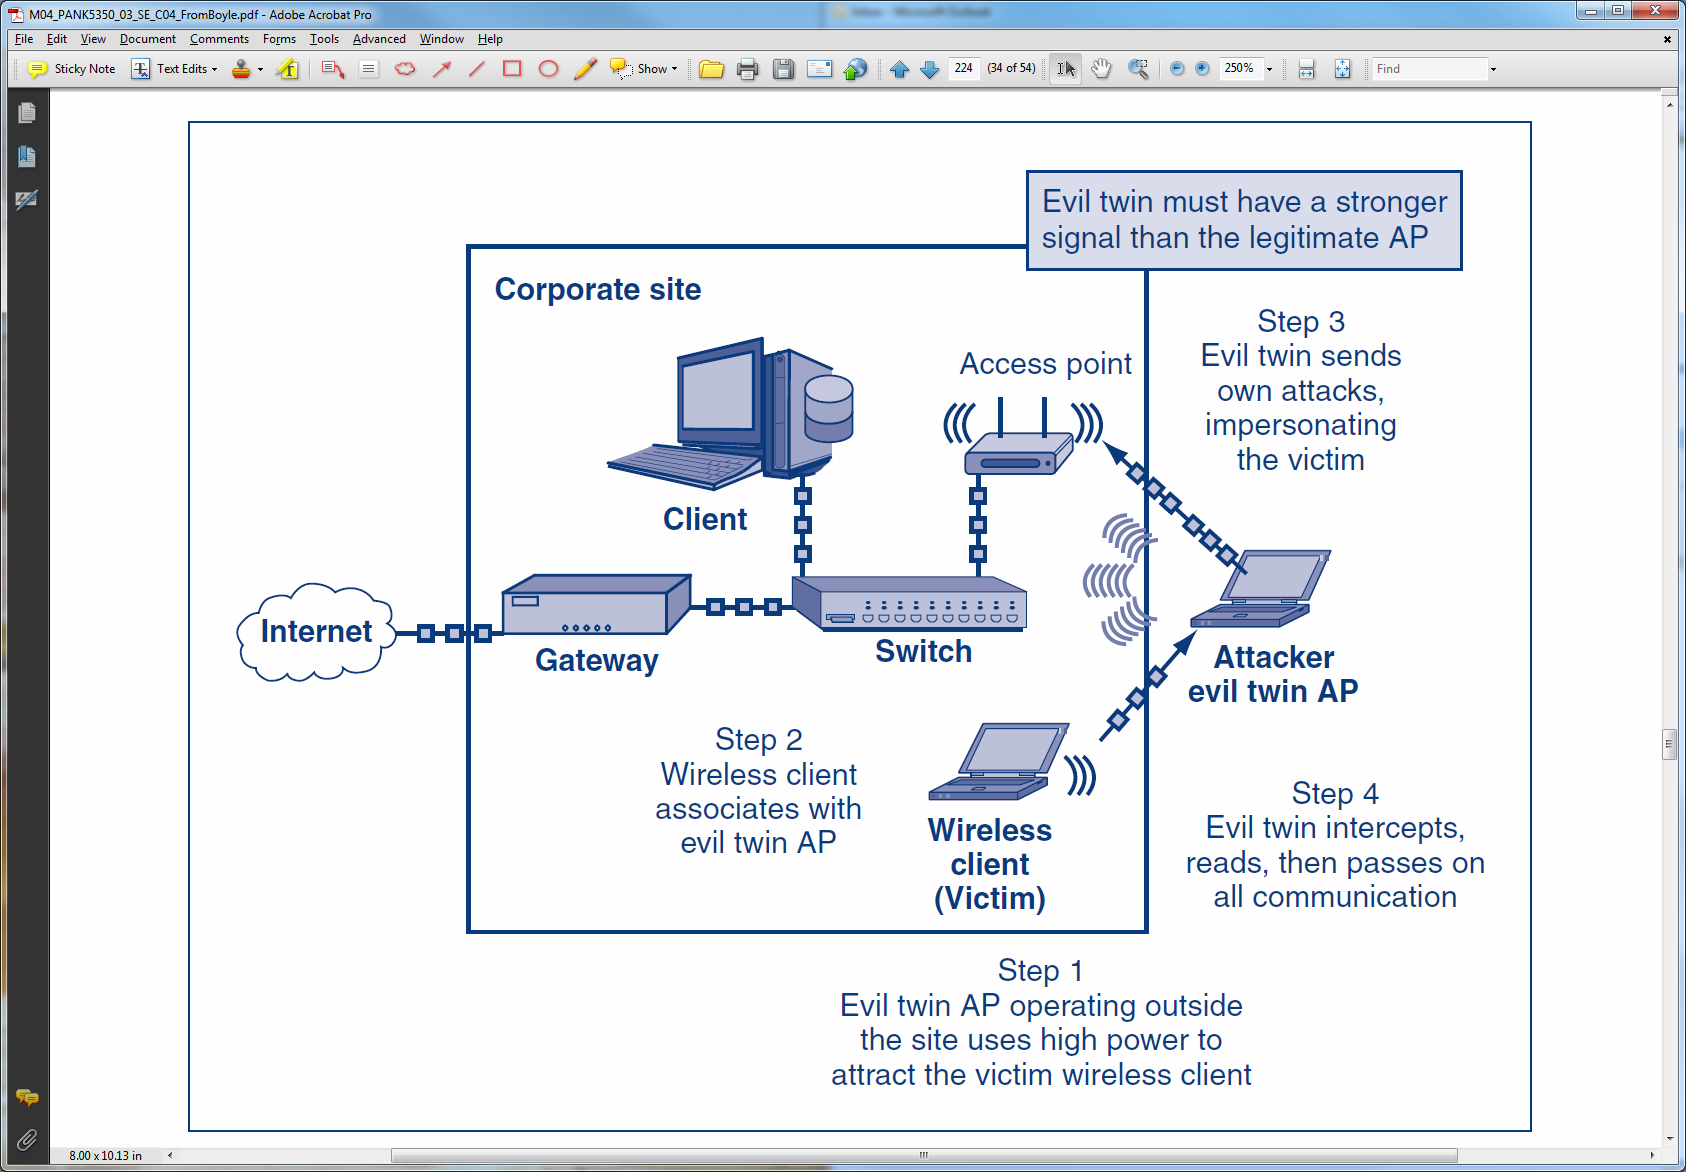 M04_PANK5350_03_SE_C04_FromBoyle.pdf - Adobe Acrobat Pro
Inbox - Microsoft Outlook
File Edit View Document Comments Forms Tools Advanced Window Help
Sticky Note Text Edits Show 224 (34 of 54) 250% Find
Evil twin must have a stronger
signal than the legitimate AP
Corporate site
Step 3
Evil twin sends
own attacks,
impersonating
the victim
Access point
Client
Internet
Gateway
Switch
Attacker
evil twin AP
Step 2
Wireless client
associates with
evil twin AP
Wireless
client
(Victim)
Step 4
Evil twin intercepts,
reads, then passes on
all communication
Step 1
Evil twin AP operating outside
the site uses high power to
attract the victim wireless client
8.00 x 10.13 in